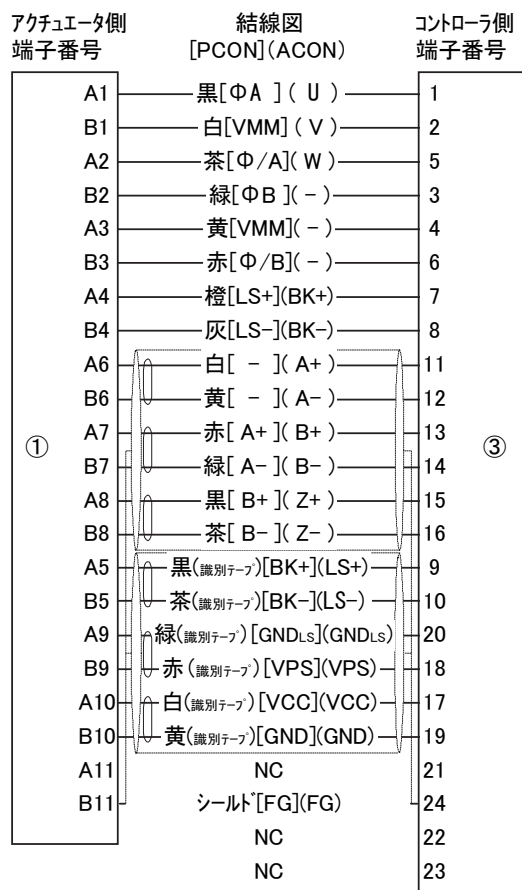 アクチュエータ側 結線図 コントローラ側
端子番号 [PCON](ACON) 端子番号
A1 黒[ΦA ]( U ) 1
B1 白[VMM]( V ) 2
A2 茶[Φ/A]( W ) 5
B2 緑[ΦB ]( − ) 3
A3 黄[VMM]( − ) 4
B3 赤[Φ/B]( − ) 6
A4 橙[LS+](BK+) 7
B4 灰[LS-](BK-) 8
A6 白[ − ]( A+ ) 11
B6 黄[ − ]( A- ) 12
A7 赤[ A+ ]( B+ ) 13
① ③
B7 緑[ A- ]( B- ) 14
A8 黒[ B+ ]( Z+ ) 15
B8 茶[ B- ]( Z- ) 16
A5 黒(識別テープ)[BK+](LS+) 9
B5 茶(識別テープ)[BK-](LS-) 10
A9 緑(識別テープ)[GNDLS](GNDLS) 20
B9 赤(識別テープ)[VPS](VPS) 18
A10 白(識別テープ)[VCC](VCC) 17
B10 黄(識別テープ)[GND](GND) 19
A11 NC 21
B11 シールド[FG](FG) 24
NC 22
NC 23